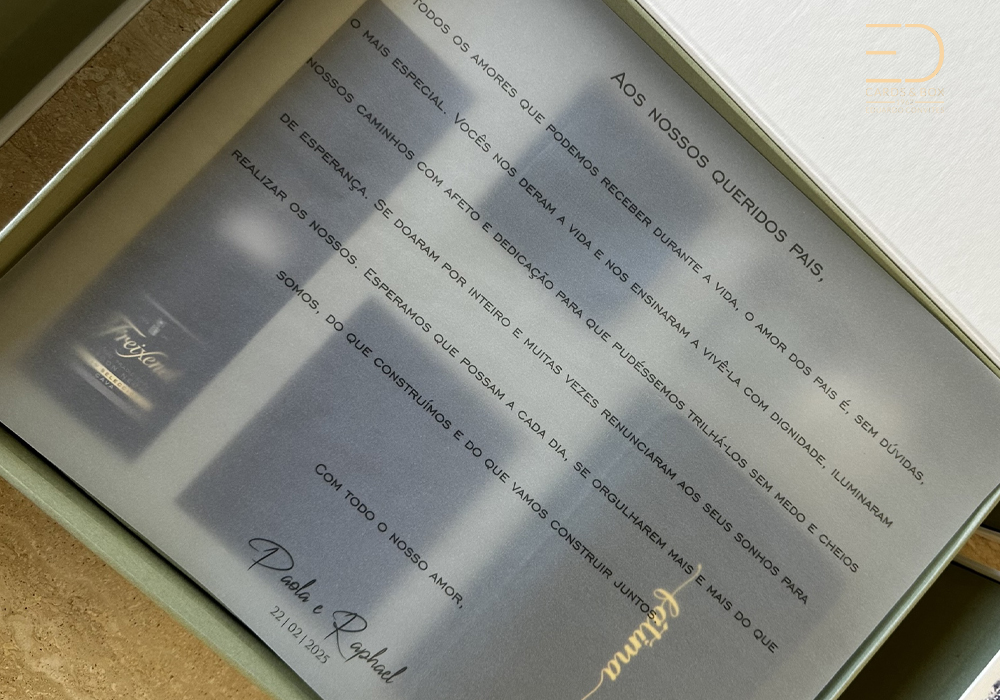 AOS NOSSOS QUERIDOS PAIS,
TODOS OS AMORES QUE PODEMOS RECEBER DURANTE A VIDA, O AMOR DOS PAIS É, SEM DÚVIDAS,
O MAIS ESPECIAL. VOCÊS NOS DERAM A VIDA E NOS ENSINARAM A VIVÊ-LA COM DIGNIDADE, ILUMINARAM
NOSSOS CAMINHOS COM AFETO E DEDICAÇÃO PARA QUE PUDÉSSEMOS TRILHÁ-LOS SEM MEDO E CHEIOS
DE ESPERANÇA. SE DOARAM POR INTEIRO E MUITAS VEZES RENUNCIARAM AOS SEUS SONHOS PARA
REALIZAR OS NOSSOS. ESPERAMOS QUE POSSAM A CADA DIA, SE ORGULHAREM MAIS E MAIS DO QUE
SOMOS, DO QUE CONSTRUÍMOS E DO QUE VAMOS CONSTRUIR JUNTOS.
COM TODO O NOSSO AMOR,
Paola e Raphael
22|02|2025
Fátima
Freixenet
ED